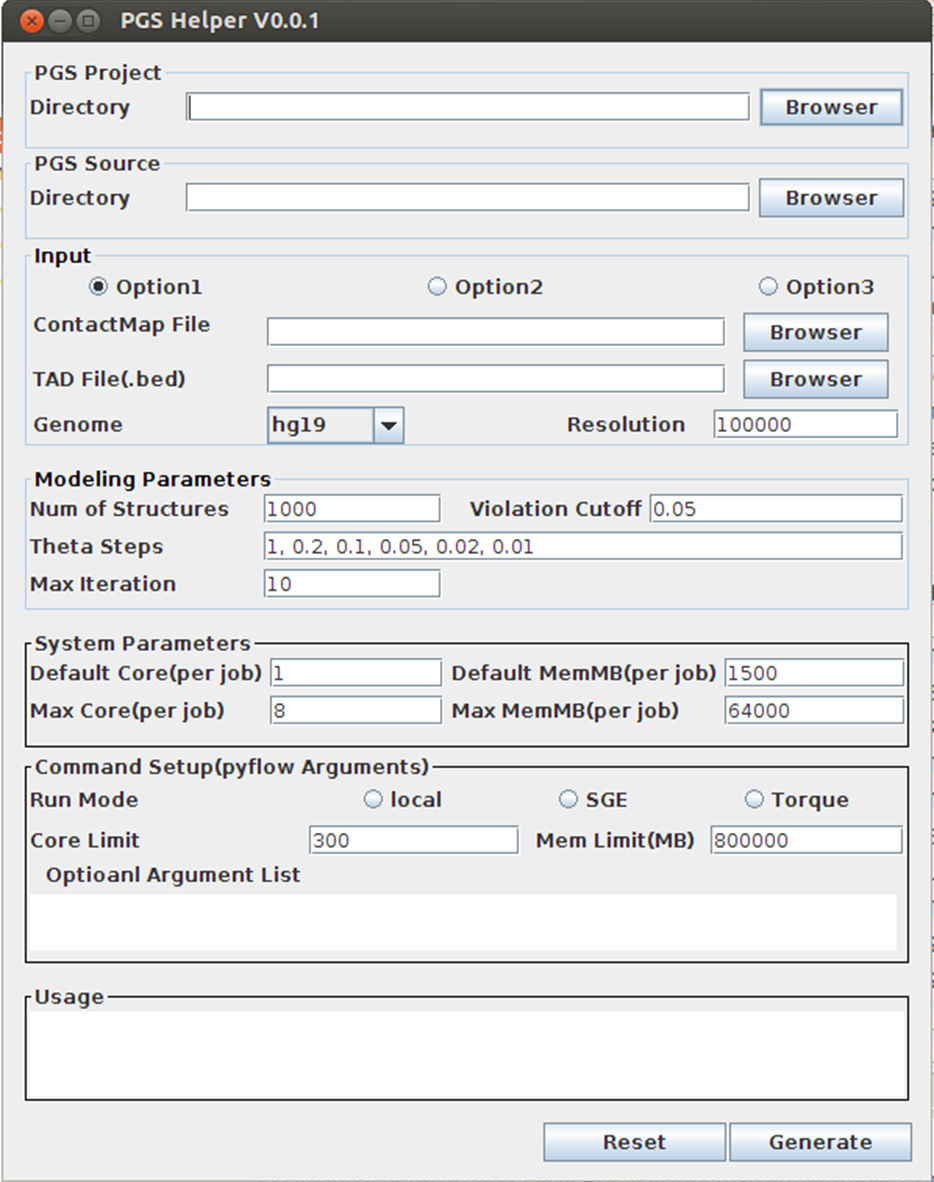 PGS Helper V0.0.1
PGS Project
Directory Browser
PGS Source
Directory Browser
Input
Option1 Option2 Option3
ContactMap File Browser
TAD File(.bed) Browser
Genome hg19 Resolution 100000
Modeling Parameters
Num of Structures 1000 Violation Cutoff 0.05
Theta Steps 1, 0.2, 0.1, 0.05, 0.02, 0.01
Max Iteration 10
System Parameters
Default Core(per job) 1 Default MemMB(per job) 1500
Max Core(per job) 8 Max MemMB(per job) 64000
Command Setup(pyflow Arguments)
Run Mode local SGE Torque
Core Limit 300 Mem Limit(MB) 800000
Optioanl Argument List
Usage
Reset Generate